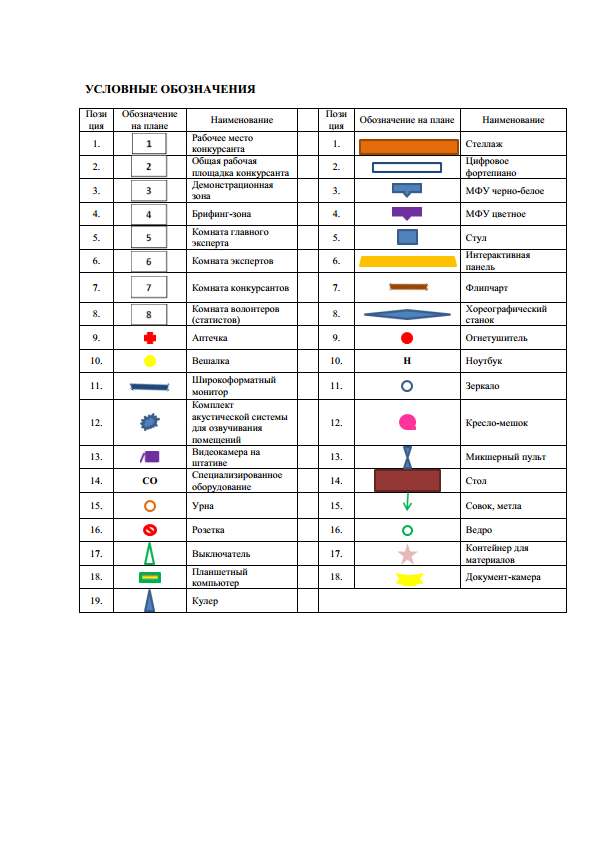 УСЛОВНЫЕ ОБОЗНАЧЕНИЯ
Пози
ция
Обозначение
на плане
Наименование
Пози
ция
Обозначение на плане
Наименование
1.
1
Рабочее место
конкурсанта
1.
Стеллаж
2.
2
Общая рабочая
площадка конкурсанта
2.
Цифровое
фортепиано
3.
3
Демонстрационная
зона
3.
МФУ черно-белое
4.
4
Брифинг-зона
4.
МФУ цветное
5.
5
Комната главного
эксперта
5.
Стул
6.
6
Комната экспертов
6.
Интерактивная
панель
7.
7
Комната конкурсантов
7.
Флипчарт
8.
8
Комната волонтеров
(статистов)
8.
Хореографический
станок
9.
Аптечка
9.
Огнетушитель
10.
Вешалка
10.
Н
Ноутбук
11.
Широкоформатный
монитор
11.
Зеркало
12.
Комплект
акустической системы
для озвучивания
помещений
12.
Кресло-мешок
13.
Видеокамера на
штативе
13.
Микшерный пульт
14.
СО
Специализированное
оборудование
14.
Стол
15.
Урна
15.
Совок, метла
16.
Розетка
16.
Ведро
17.
Выключатель
17.
Контейнер для
материалов
18.
Планшетный
компьютер
18.
Документ-камера
19.
Кулер